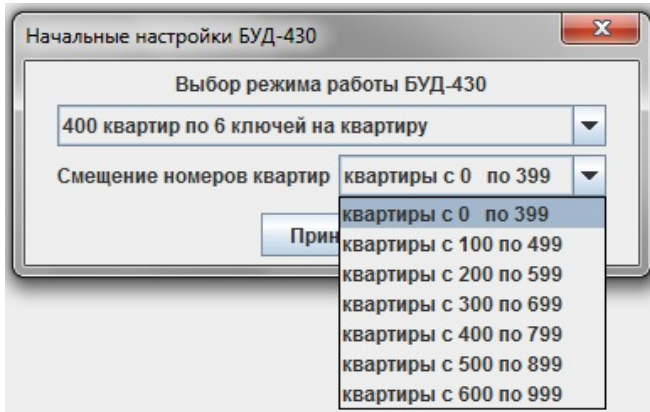 Начальные настройки БУД-430
Выбор режима работы БУД-430
400 квартир по 6 ключей на квартиру
Смещение номеров квартир квартиры с 0 по 399
квартиры с 0 по 399
Прин
квартиры с 100 по 499
квартиры с 200 по 599
квартиры с 300 по 699
квартиры с 400 по 799
квартиры с 500 по 899
квартиры с 600 по 999